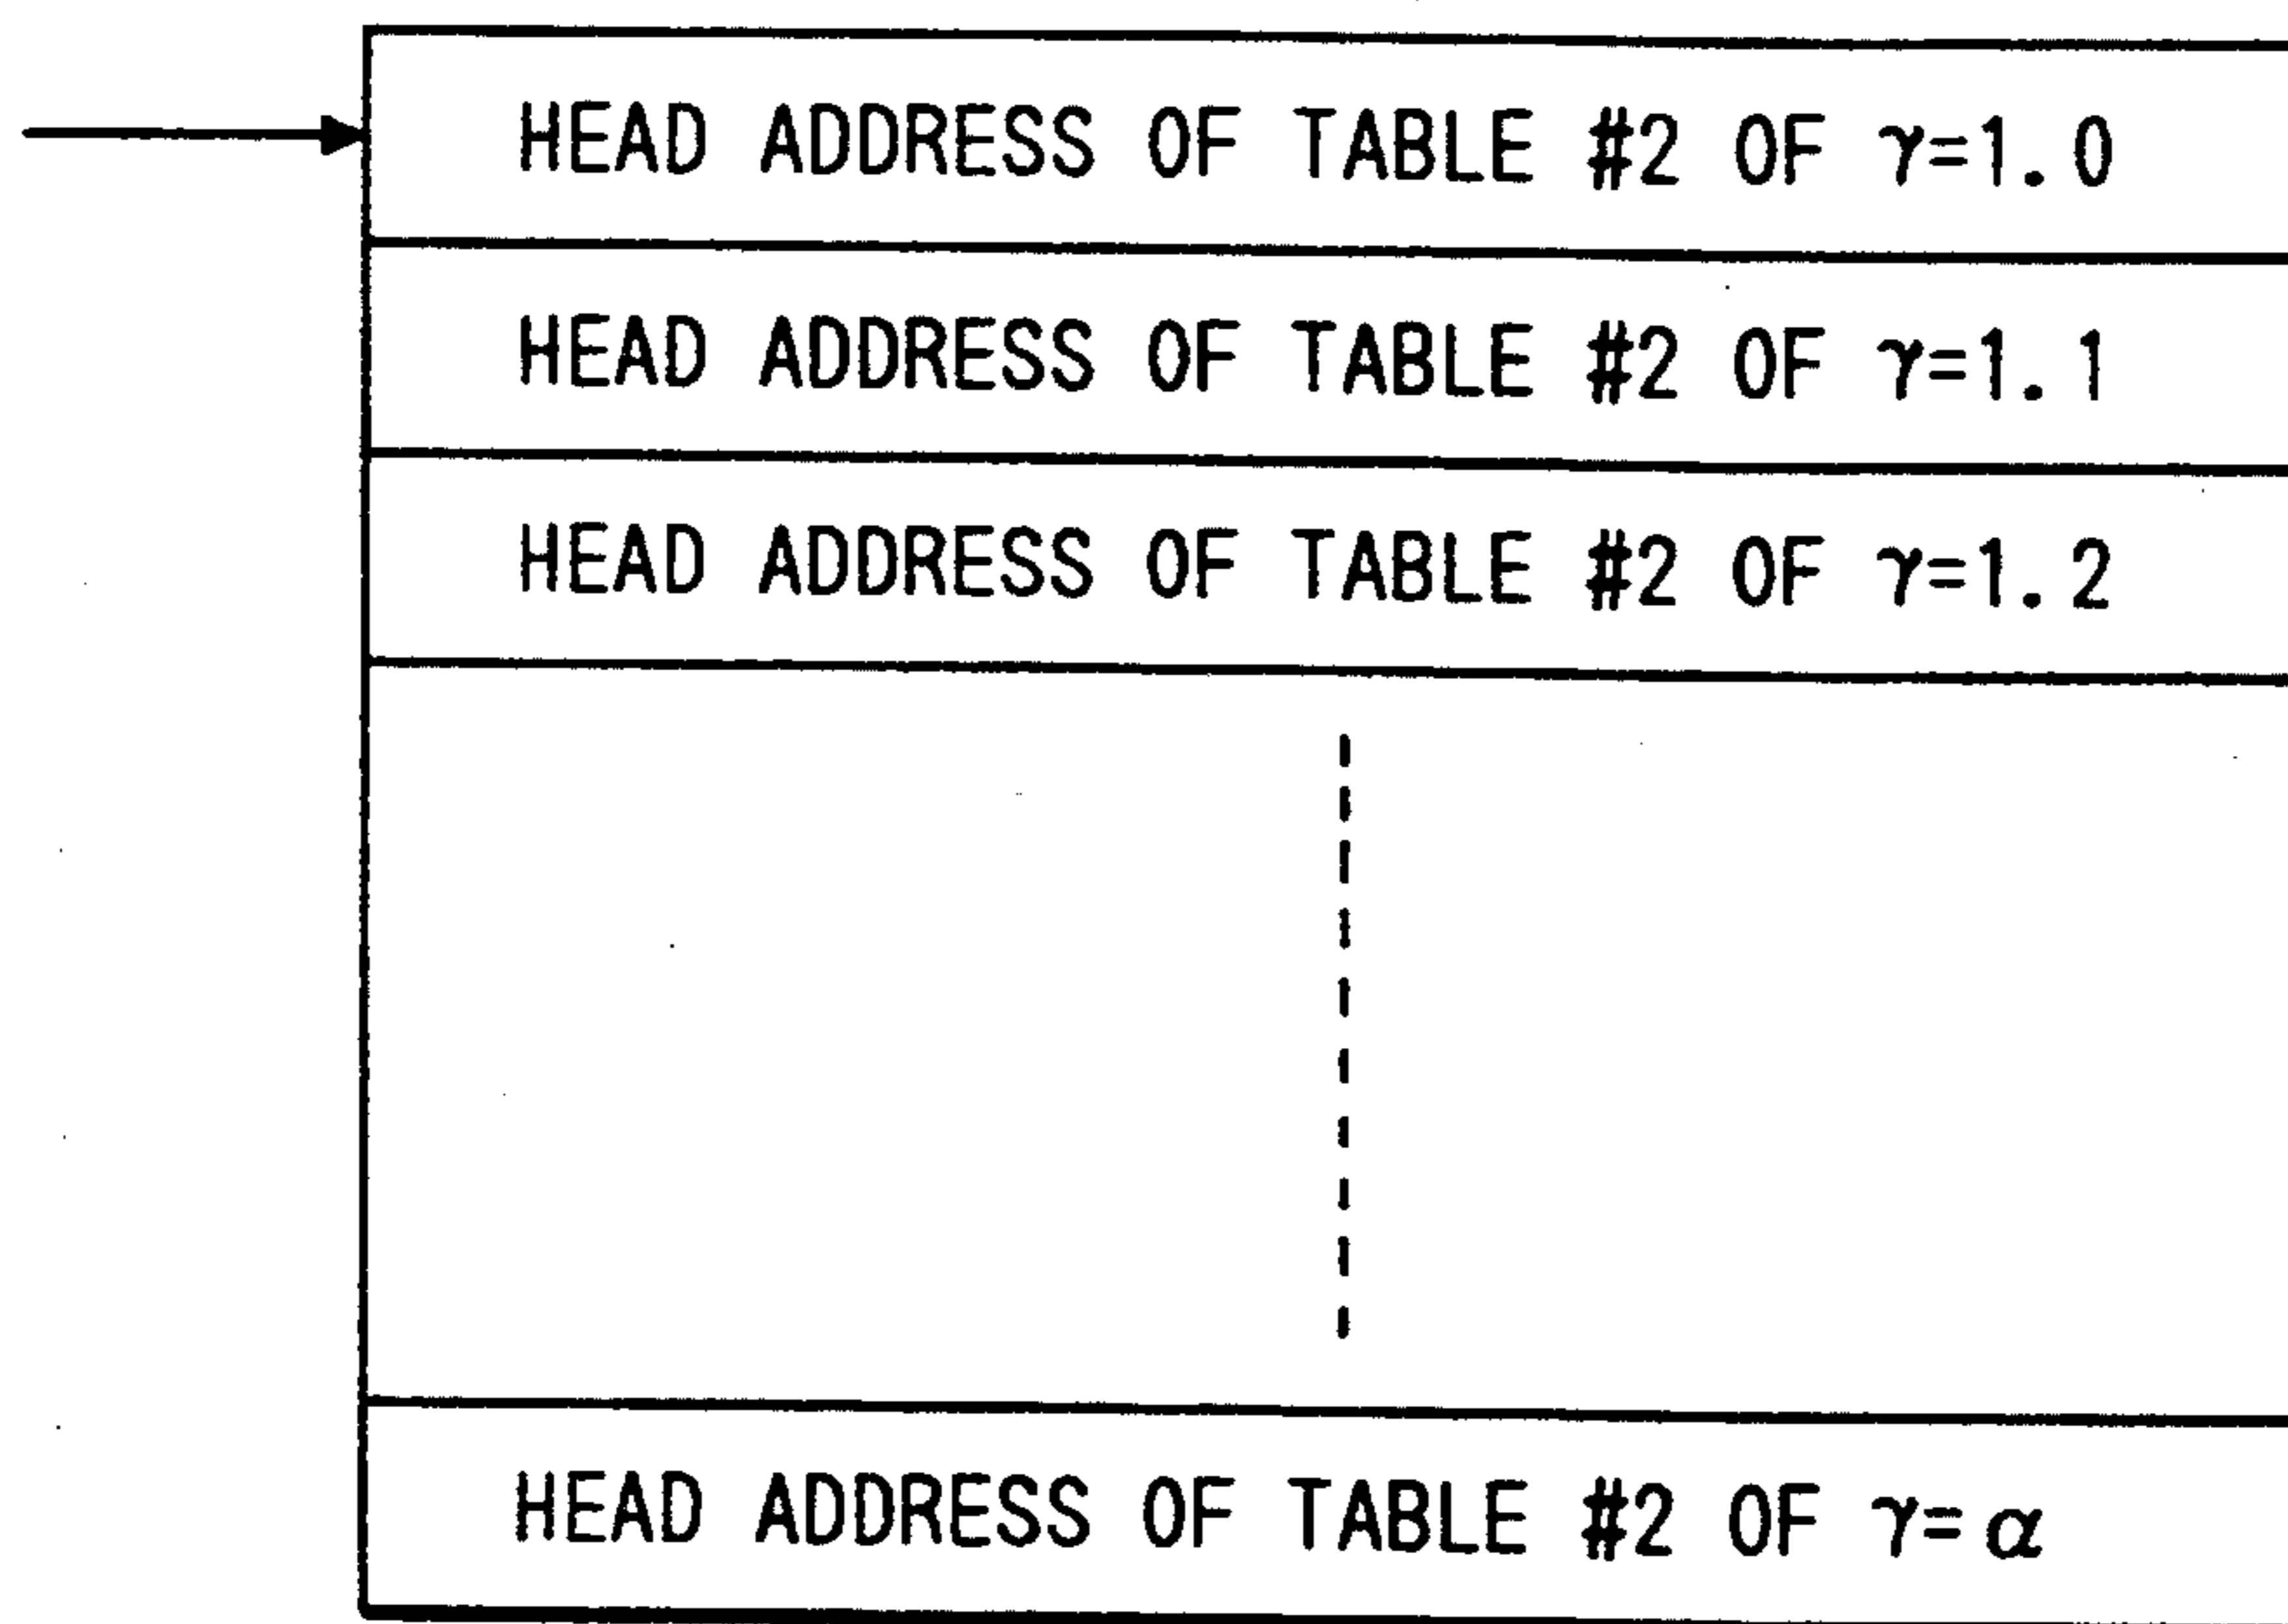 HEAD ADDRESS OF TABLE #2 OF γ=1.0
HEAD ADDRESS OF TABLE #2 OF γ=1.1
HEAD ADDRESS OF TABLE #2 OF γ=1.2
HEAD ADDRESS OF TABLE #2 OF γ=α